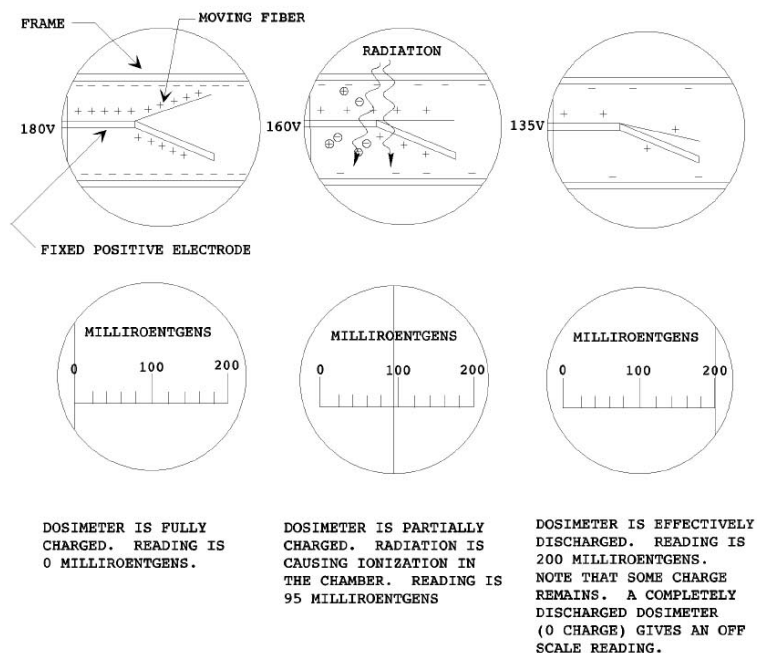 FRAME
MOVING FIBER
RADIATION
180V
160V
135V
FIXED POSITIVE ELECTRODE
MILLIROENTGENS
0 100 200
MILLIROENTGENS
0 100 200
MILLIROENTGENS
0 100 200
DOSIMETER IS FULLY
CHARGED. READING IS
0 MILLIROENTGENS.
DOSIMETER IS PARTIALLY
CHARGED. RADIATION IS
CAUSING IONIZATION IN
THE CHAMBER. READING IS
95 MILLIROENTGENS
DOSIMETER IS EFFECTIVELY
DISCHARGED. READING IS
200 MILLIROENTGENS.
NOTE THAT SOME CHARGE
REMAINS. A COMPLETELY
DISCHARGED DOSIMETER
(0 CHARGE) GIVES AN OFF
SCALE READING.